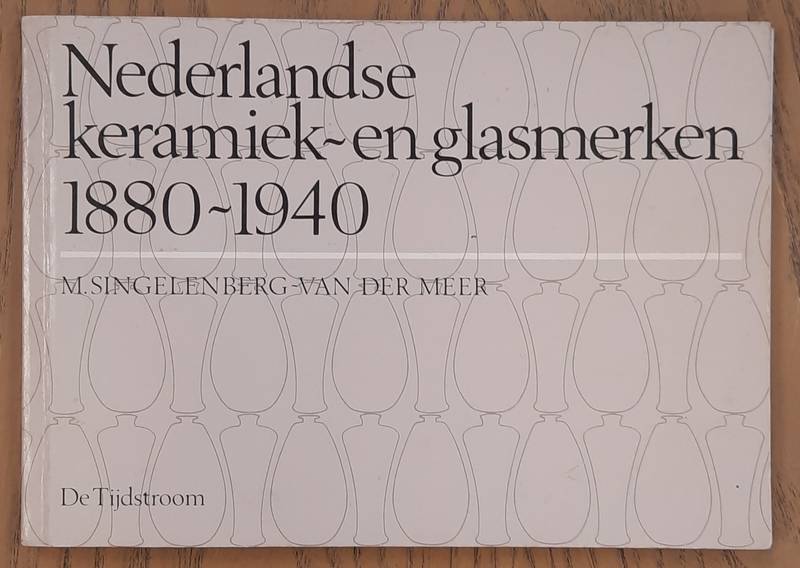 Nederlandse
keramiek~en glasmerken
1880~1940
M. SINGELENBERG-VAN DER MEER
De Tijdstroom